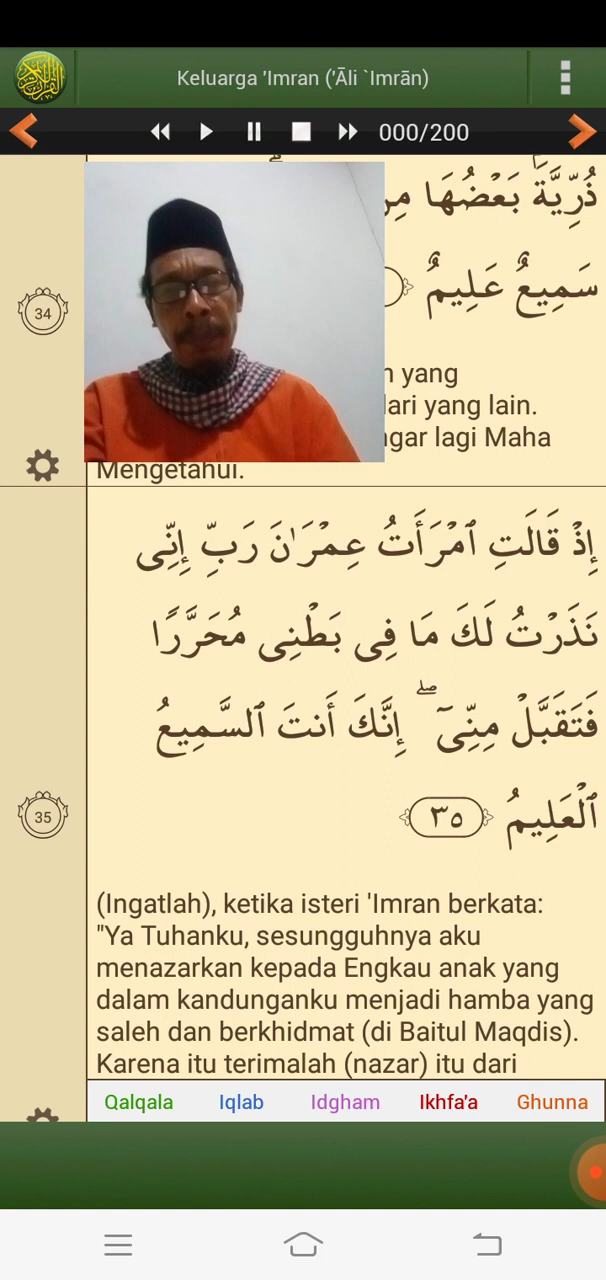 Keluarga 'Imran ('Āli `Imrān)
000/200
ذُرِّيَّةَۢ بَعْضُهَا مِن
سَمِيعٌ عَلِيمٌ
34
yang
dari yang lain.
lagi Maha
Mengetahui.
إِذْ قَالَتِ ٱمْرَأَتُ عِمْرَٰنَ رَبِّ إِنِّى
نَذَرْتُ لَكَ مَا فِى بَطْنِى مُحَرَّرًا
فَتَقَبَّلْ مِنِّىٓ ۖ إِنَّكَ أَنتَ ٱلسَّمِيعُ
35
ٱلْعَلِيمُ ٣٥
(Ingatlah), ketika isteri 'Imran berkata:
"Ya Tuhanku, sesungguhnya aku
menazarkan kepada Engkau anak yang
dalam kandunganku menjadi hamba yang
saleh dan berkhidmat (di Baitul Maqdis).
Karena itu terimalah (nazar) itu dari
Qalqala Iqlab Idgham Ikhfa'a Ghunna